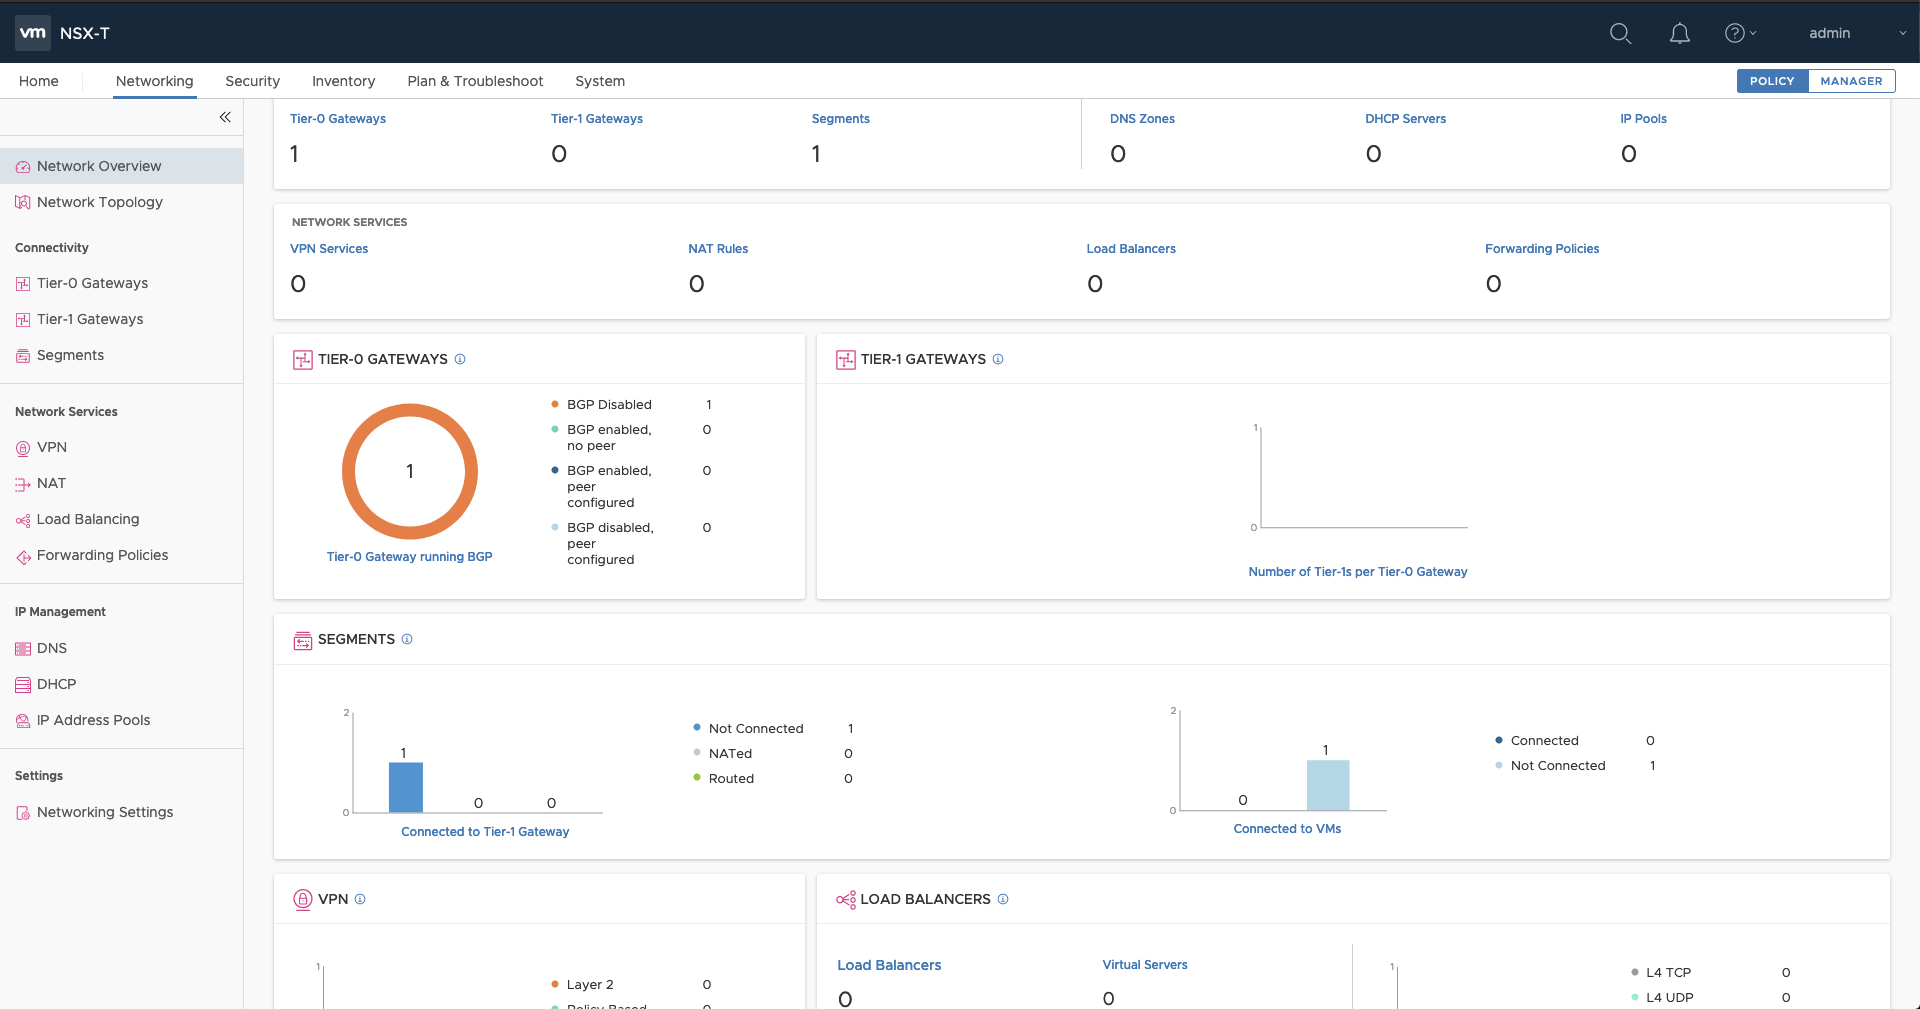 vm NSX-T
admin
Home
Networking
Security
Inventory
Plan & Troubleshoot
System
POLICY
MANAGER
Network Overview
Network Topology
Connectivity
Tier-0 Gateways
Tier-1 Gateways
Segments
Network Services
VPN
NAT
Load Balancing
Forwarding Policies
IP Management
DNS
DHCP
IP Address Pools
Settings
Networking Settings
Tier-0 Gateways
1
Tier-1 Gateways
0
Segments
1
DNS Zones
0
DHCP Servers
0
IP Pools
0
NETWORK SERVICES
VPN Services
0
NAT Rules
0
Load Balancers
0
Forwarding Policies
0
TIER-0 GATEWAYS
1
Tier-0 Gateway running BGP
BGP Disabled 1
BGP enabled, 0
no peer
BGP enabled, 0
peer
configured
BGP disabled, 0
peer
configured
TIER-1 GATEWAYS
1
0
Number of Tier-1s per Tier-0 Gateway
SEGMENTS
2
1
0 0
0
Connected to Tier-1 Gateway
Not Connected 1
NATed 0
Routed 0
2
1
0
0
Connected to VMs
Connected 0
Not Connected 1
VPN
1
Layer 2 0
Policy Based 0
LOAD BALANCERS
Load Balancers
0
Virtual Servers
0
1
L4 TCP 0
L4 UDP 0